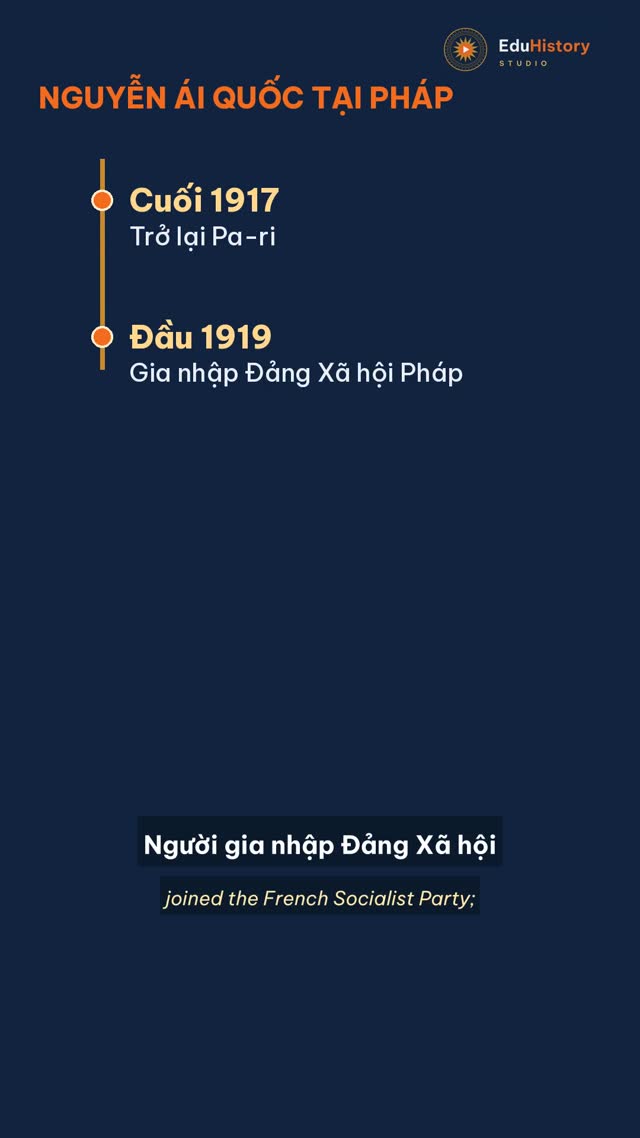 EduHistory
STUDIO
NGUYỄN ÁI QUỐC TẠI PHÁP
Cuối 1917
Trở lại Pa-ri
Đầu 1919
Gia nhập Đảng Xã hội Pháp
Người gia nhập Đảng Xã hội
joined the French Socialist Party;